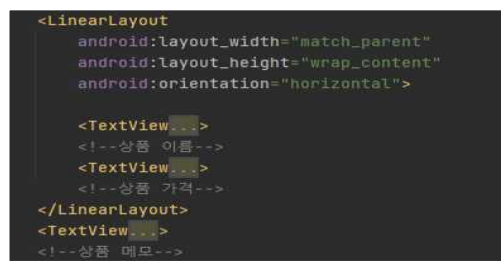 <LinearLayout
android:layout_width="match_parent"
android:layout_height="wrap_content"
android:orientation="horizontal">
<TextView...>
<!--상품 이름-->
<TextView...>
<!--상품 가격-->
</LinearLayout>
<TextView...>
<!--상품 메모-->